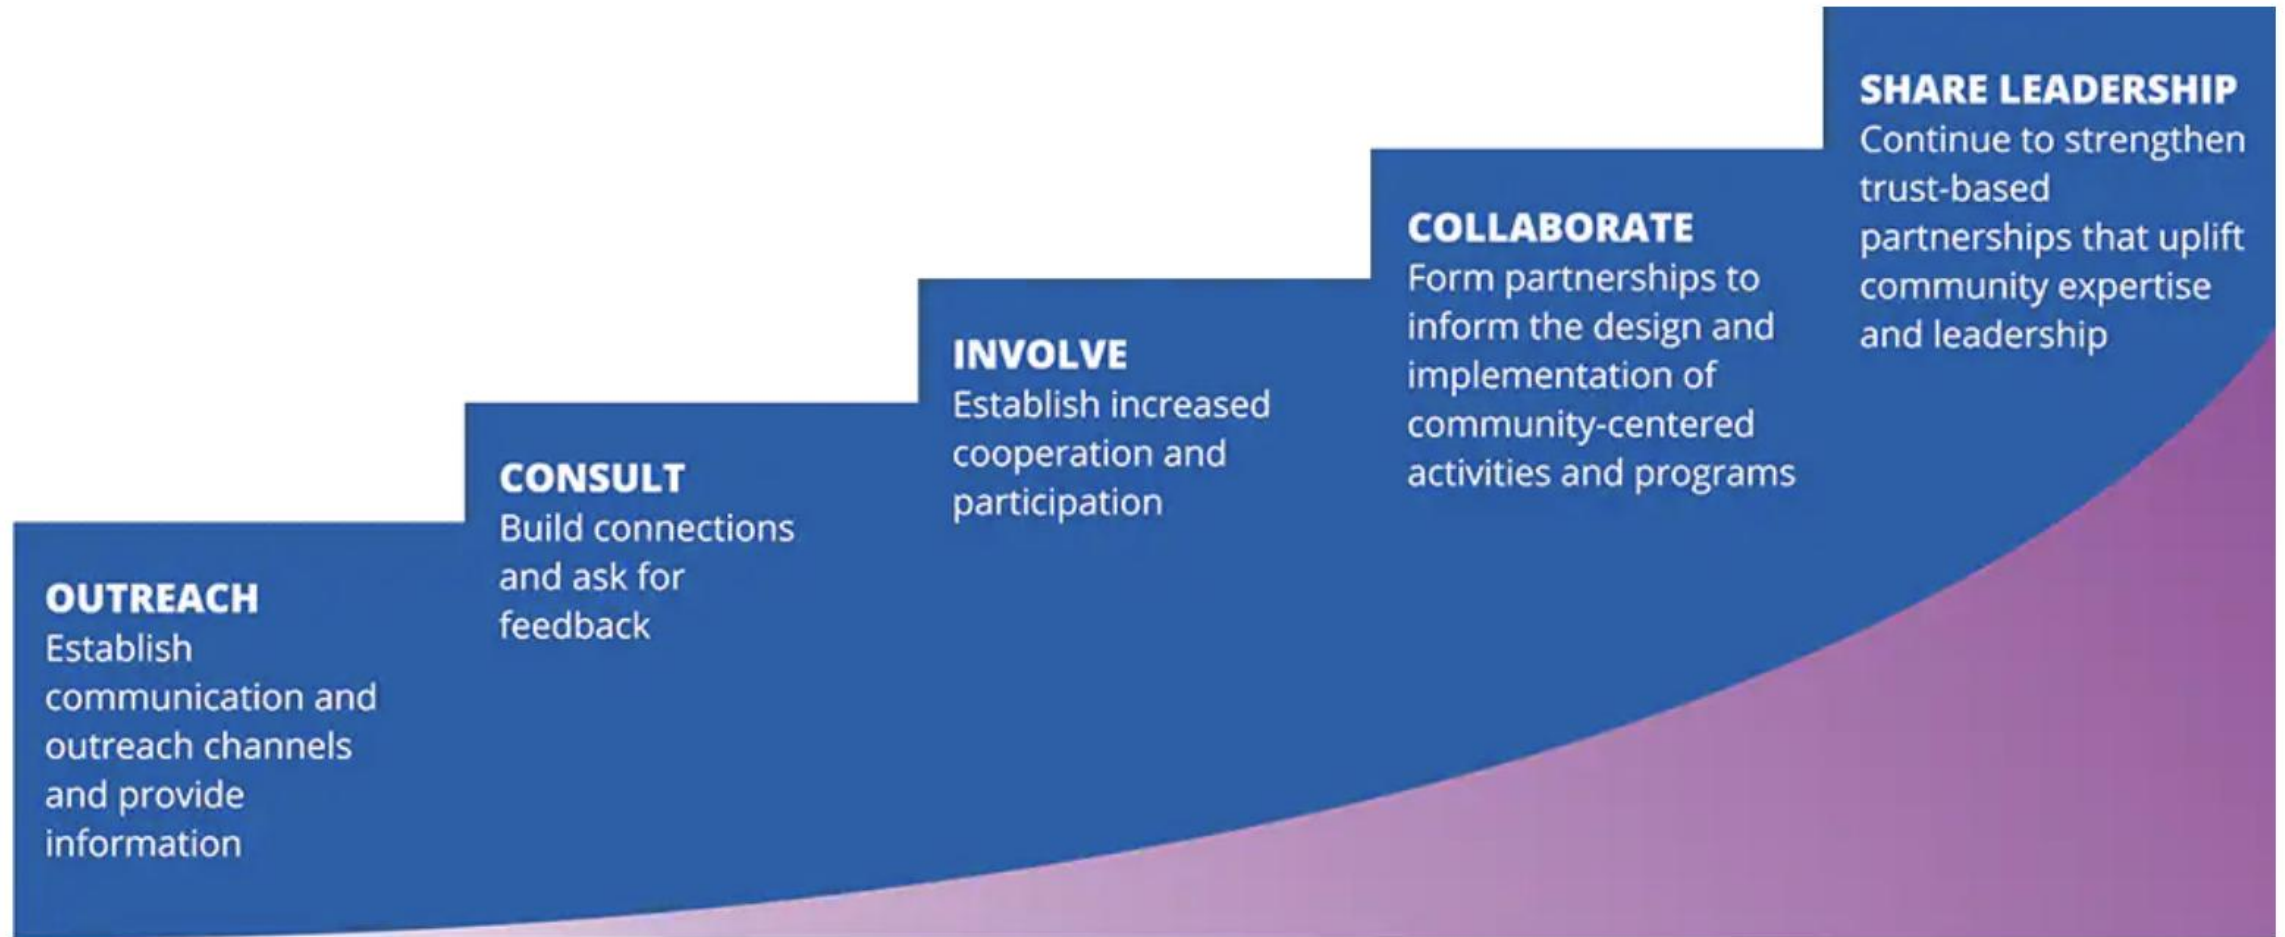 OUTREACH
Establish
communication and
outreach channels
and provide
information
CONSULT
Build connections
and ask for
feedback
INVOLVE
Establish increased
cooperation and
participation
COLLABORATE
Form partnerships to
inform the design and
implementation of
community-centered
activities and programs
SHARE LEADERSHIP
Continue to strengthen
trust-based
partnerships that uplift
community expertise
and leadership